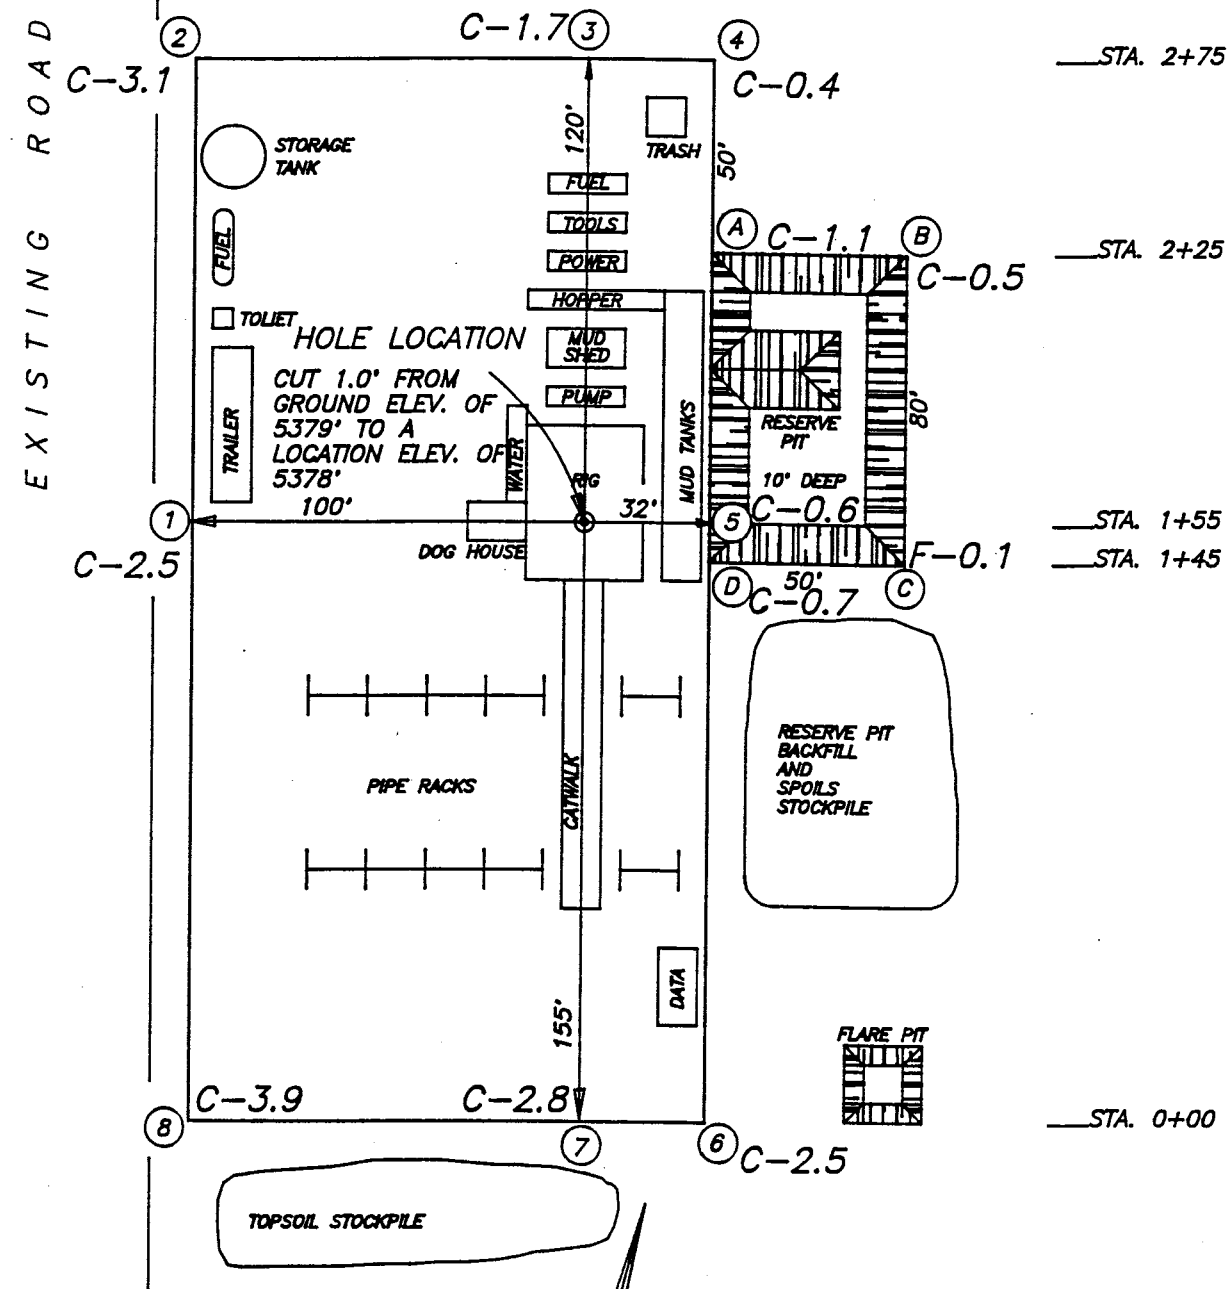 EXISTING ROAD
2
C-1.7
3
4
STA. 2+75
C-3.1
C-0.4
STORAGE
TANK
120'
TRASH
50'
FUEL
FUEL
TOOLS
POWER
A
C-1.1
B
STA. 2+25
C-0.5
HOPPER
TOLIET
HOLE LOCATION
MUD
SHED
CUT 1.0' FROM
GROUND ELEV. OF
5379' TO A
LOCATION ELEV. OF
5378'
PUMP
TRAILER
WATER
MUD TANKS
RESERVE
PIT
80'
10' DEEP
RIG
1
100'
32'
5
C-0.6
STA. 1+55
C-2.5
DOG HOUSE
F-0.1
STA. 1+45
D
50'
C
C-0.7
RESERVE PIT
BACKFILL
AND
SPOILS
STOCKPILE
PIPE RACKS
CATWALK
DATA
155'
FLARE PIT
C-3.9
C-2.8
STA. 0+00
8
7
6
C-2.5
TOPSOIL STOCKPILE